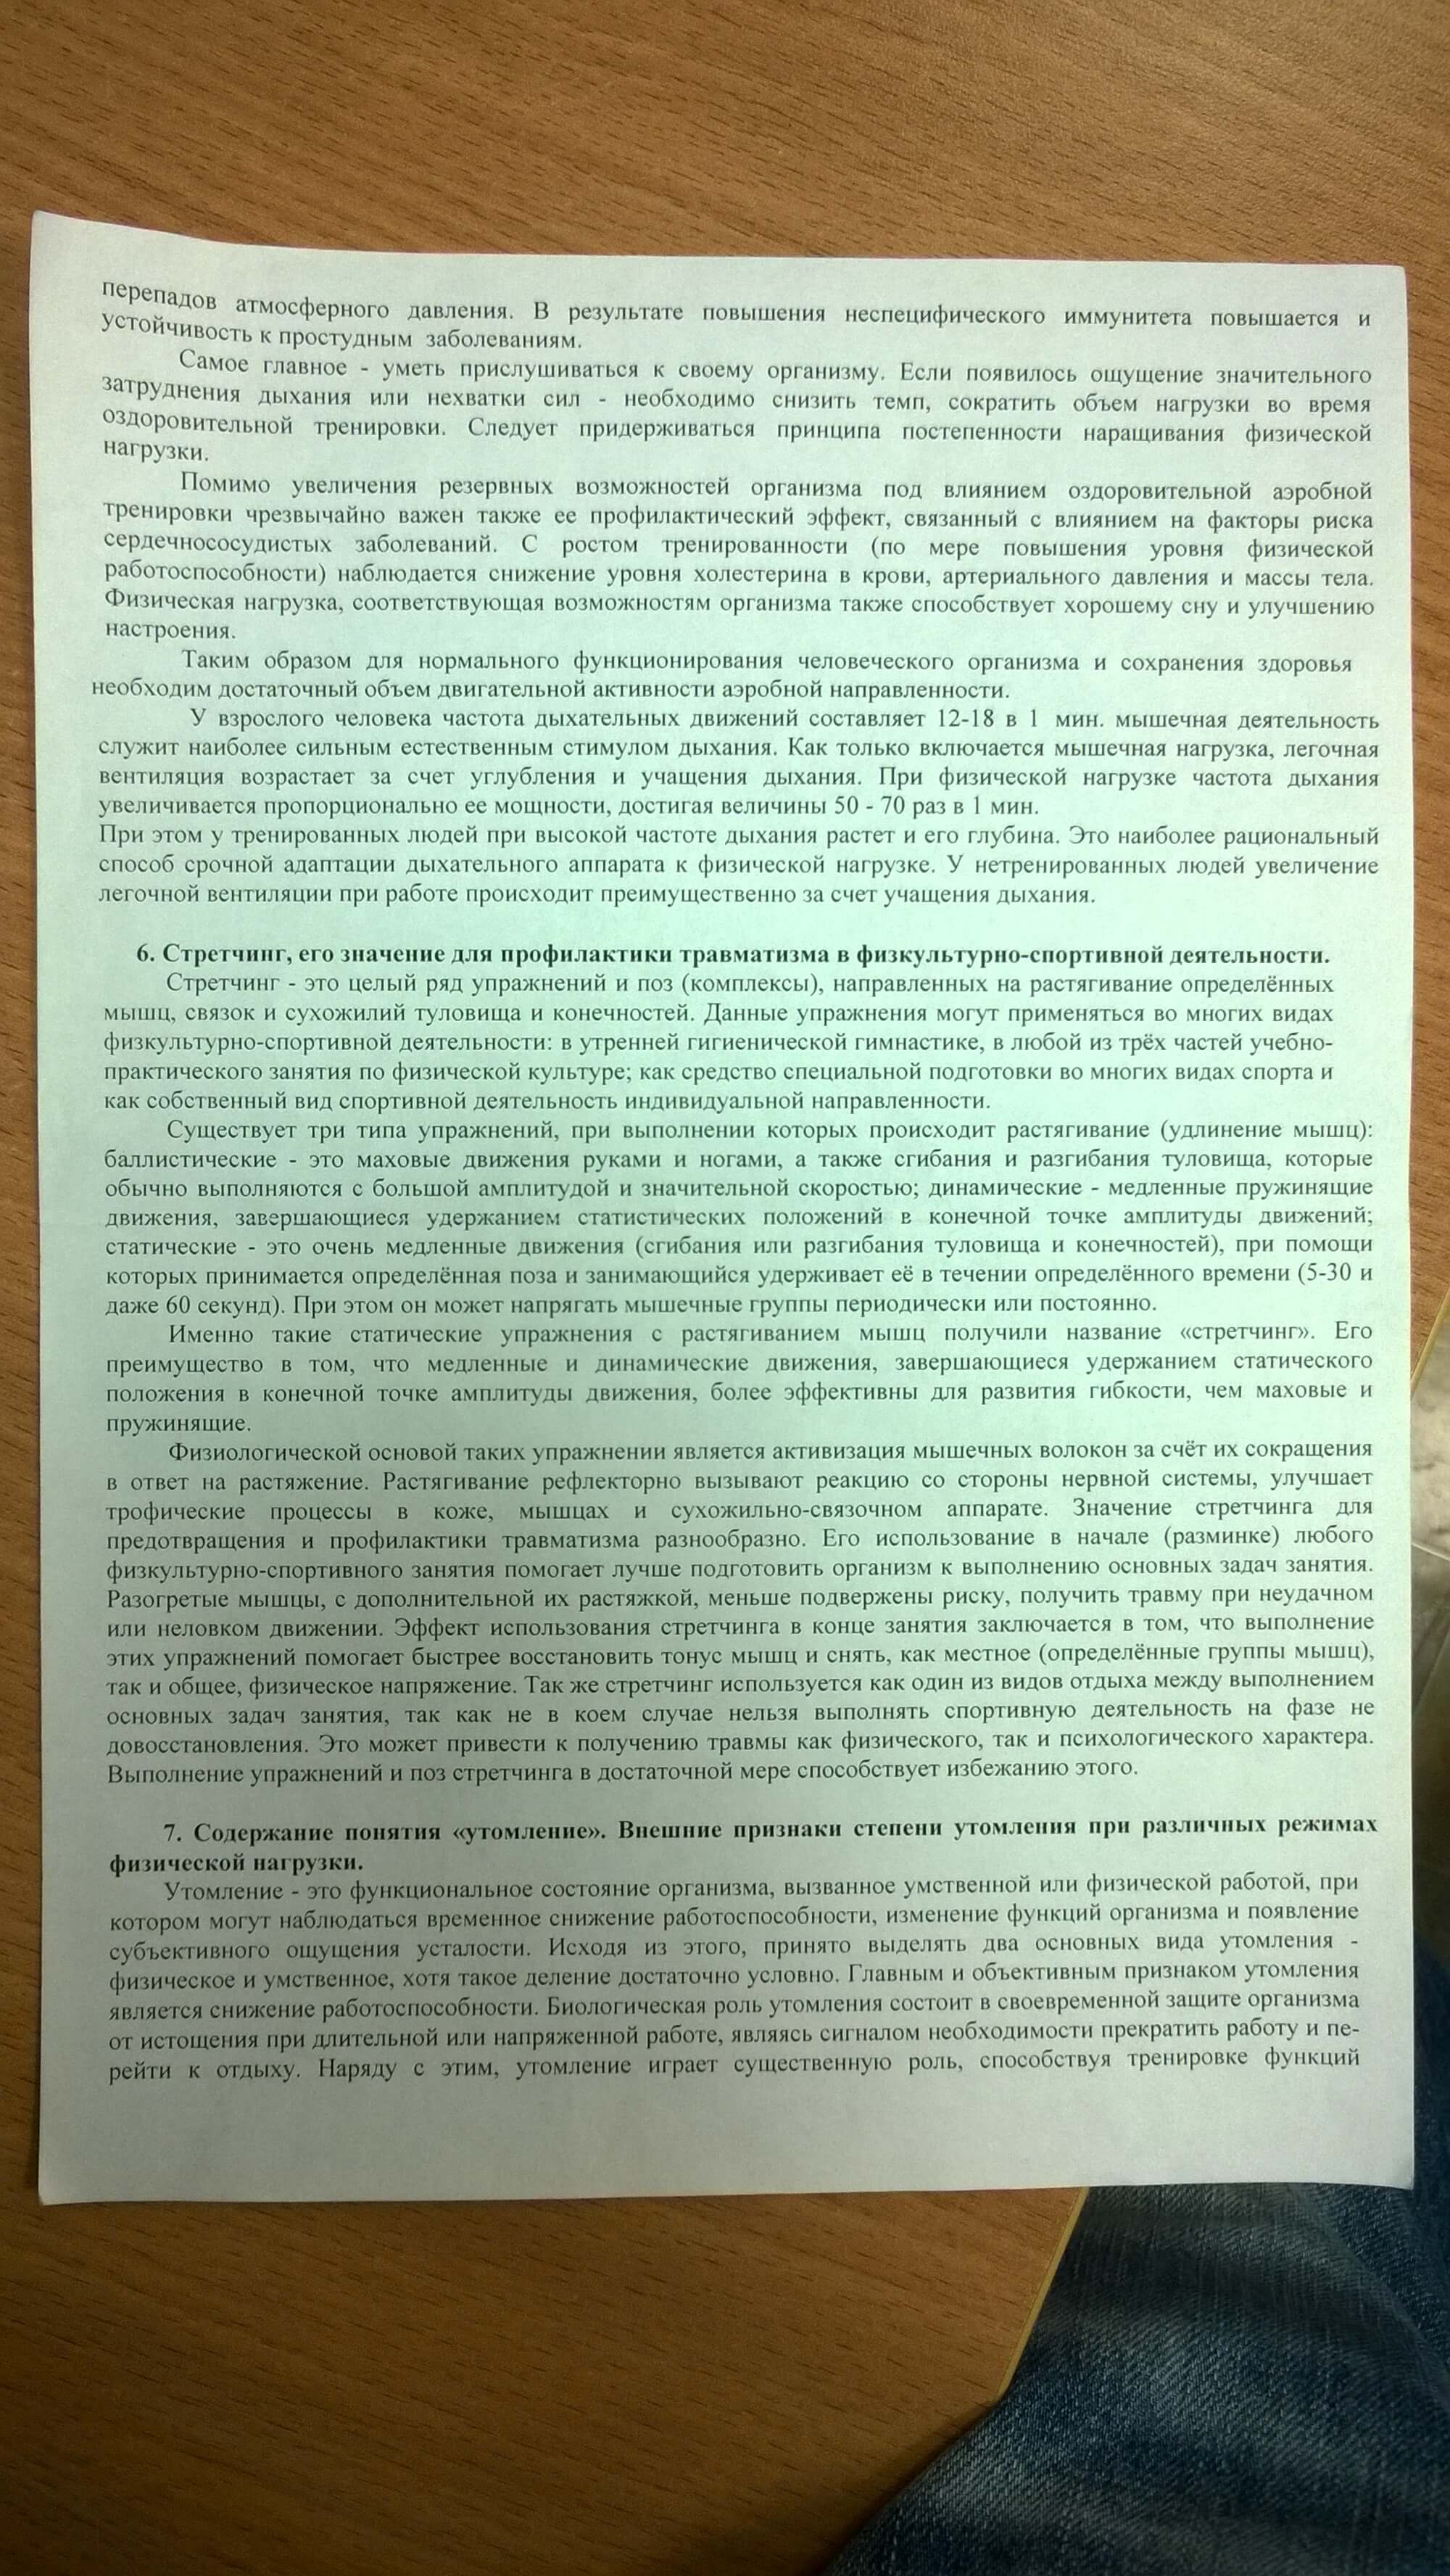 перепадов атмосферного давления. В результате повышения неспецифического иммунитета повышается и
устойчивость к простудным заболеваниям.
Самое главное - уметь прислушиваться к своему организму. Если появилось ощущение значительного
затруднения дыхания или нехватки сил - необходимо снизить темп, сократить объем нагрузки во время
оздоровительной тренировки. Следует придерживаться принципа постепенности наращивания физической
нагрузки.
Помимо увеличения резервных возможностей организма под влиянием оздоровительной аэробной
тренировки чрезвычайно важен также ее профилактический эффект, связанный с влиянием на факторы риска
сердечнососудистых заболеваний. С ростом тренированности (по мере повышения уровня физической
работоспособности) наблюдается снижение уровня холестерина в крови, артериального давления и массы тела.
Физическая нагрузка, соответствующая возможностям организма также способствует хорошему сну и улучшению
настроения.
Таким образом для нормального функционирования человеческого организма и сохранения здоровья
необходим достаточный объем двигательной активности аэробной направленности.
У взрослого человека частота дыхательных движений составляет 12-18 в 1 мин. мышечная деятельность
служит наиболее сильным естественным стимулом дыхания. Как только включается мышечная нагрузка, легочная
вентиляция возрастает за счет углубления и учащения дыхания. При физической нагрузке частота дыхания
увеличивается пропорционально ее мощности, достигая величины 50 - 70 раз в 1 мин.
При этом у тренированных людей при высокой частоте дыхания растет и его глубина. Это наиболее рациональный
способ срочной адаптации дыхательного аппарата к физической нагрузке. У нетренированных людей увеличение
легочной вентиляции при работе происходит преимущественно за счет учащения дыхания.
6. Стретчинг, его значение для профилактики травматизма в физкультурно-спортивной деятельности.
Стретчинг - это целый ряд упражнений и поз (комплексы), направленных на растягивание определённых
мышц, связок и сухожилий туловища и конечностей. Данные упражнения могут применяться во многих видах
физкультурно-спортивной деятельности: в утренней гигиенической гимнастике, в любой из трёх частей учебно-
практического занятия по физической культуре; как средство специальной подготовки во многих видах спорта и
как собственный вид спортивной деятельность индивидуальной направленности.
Существует три типа упражнений, при выполнении которых происходит растягивание (удлинение мышц):
баллистические - это маховые движения руками и ногами, а также сгибания и разгибания туловища, которые
обычно выполняются с большой амплитудой и значительной скоростью; динамические - медленные пружинящие
движения, завершающиеся удержанием статистических положений в конечной точке амплитуды движений;
статические - это очень медленные движения (сгибания или разгибания туловища и конечностей), при помощи
которых принимается определённая поза и занимающийся удерживает её в течении определённого времени (5-30 и
даже 60 секунд). При этом он может напрягать мышечные группы периодически или постоянно.
Именно такие статические упражнения с растягиванием мышц получили название «стретчинг». Его
преимущество в том, что медленные и динамические движения, завершающиеся удержанием статического
положения в конечной точке амплитуды движения, более эффективны для развития гибкости, чем маховые и
пружинящие.
Физиологической основой таких упражнении является активизация мышечных волокон за счёт их сокращения
в ответ на растяжение. Растягивание рефлекторно вызывают реакцию со стороны нервной системы, улучшает
трофические процессы в коже, мышцах и сухожильно-связочном аппарате. Значение стретчинга для
предотвращения и профилактики травматизма разнообразно. Его использование в начале (разминке) любого
физкультурно-спортивного занятия помогает лучше подготовить организм к выполнению основных задач занятия.
Разогретые мышцы, с дополнительной их растяжкой, меньше подвержены риску, получить травму при неудачном
или неловком движении. Эффект использования стретчинга в конце занятия заключается в том, что выполнение
этих упражнений помогает быстрее восстановить тонус мышц и снять, как местное (определённые группы мышц),
так и общее, физическое напряжение. Так же стретчинг используется как один из видов отдыха между выполнением
основных задач занятия, так как не в коем случае нельзя выполнять спортивную деятельность на фазе не
довосстановления. Это может привести к получению травмы как физического, так и психологического характера.
Выполнение упражнений и поз стретчинга в достаточной мере способствует избежанию этого.
7. Содержание понятия «утомление». Внешние признаки степени утомления при различных режимах
физической нагрузки.
Утомление - это функциональное состояние организма, вызванное умственной или физической работой, при
котором могут наблюдаться временное снижение работоспособности, изменение функций организма и появление
субъективного ощущения усталости. Исходя из этого, принято выделять два основных вида утомления -
физическое и умственное, хотя такое деление достаточно условно. Главным и объективным признаком утомления
является снижение работоспособности. Биологическая роль утомления состоит в своевременной защите организма
от истощения при длительной или напряженной работе, являясь сигналом необходимости прекратить работу и пе-
рейти к отдыху. Наряду с этим, утомление играет существенную роль, способствуя тренировке функций